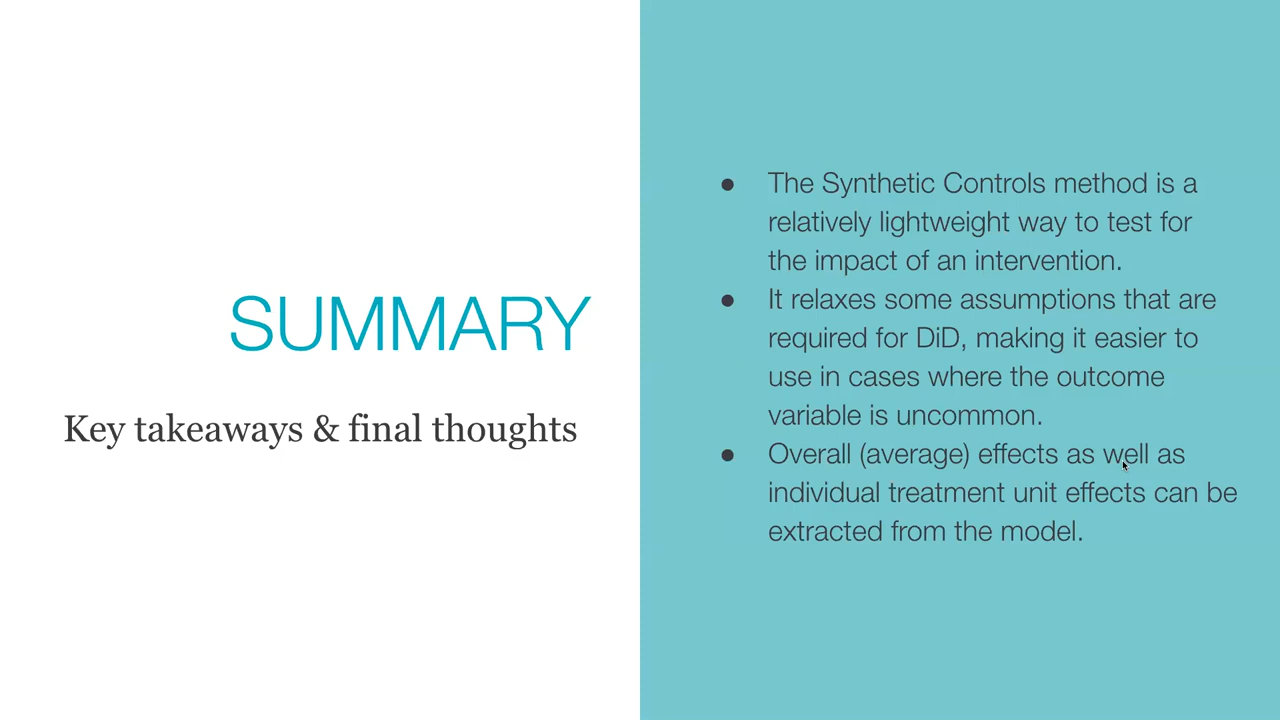 SUMMARY
Key takeaways & final thoughts
● The Synthetic Controls method is a
relatively lightweight way to test for
the impact of an intervention.
● It relaxes some assumptions that are
required for DiD, making it easier to
use in cases where the outcome
variable is uncommon.
● Overall (average) effects as well as
individual treatment unit effects can be
extracted from the model.